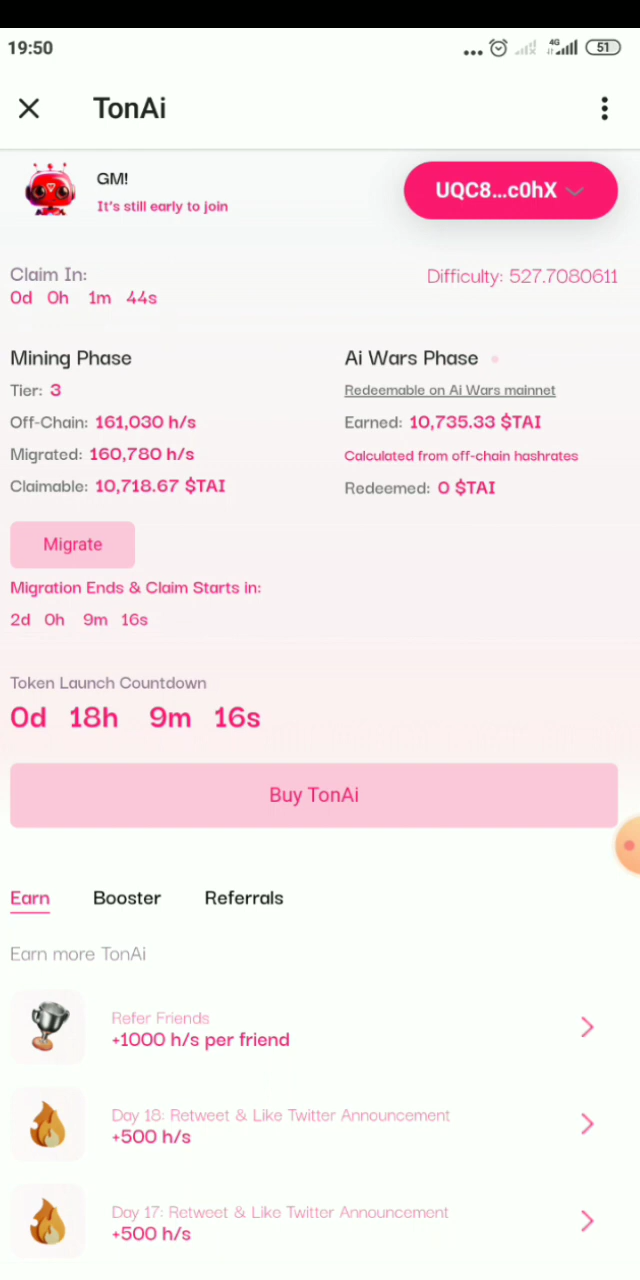 19:50
4G
51
TonAi
GM!
It's still early to join
UQC8...c0hX
Claim In:
0d 0h 1m 44s
Difficulty: 527.7080611
Mining Phase
Tier: 3
Off-Chain: 161,030 h/s
Migrated: 160,780 h/s
Claimable: 10,718.67 $TAI
Ai Wars Phase
Redeemable on Ai Wars mainnet
Earned: 10,735.33 $TAI
Calculated from off-chain hashrates
Redeemed: 0 $TAI
Migrate
Migration Ends & Claim Starts in:
2d 0h 9m 16s
Token Launch Countdown
0d 18h 9m 16s
Buy TonAi
Earn Booster Referrals
Earn more TonAi
Refer Friends
+1000 h/s per friend
Day 18: Retweet & Like Twitter Announcement
+500 h/s
Day 17: Retweet & Like Twitter Announcement
+500 h/s